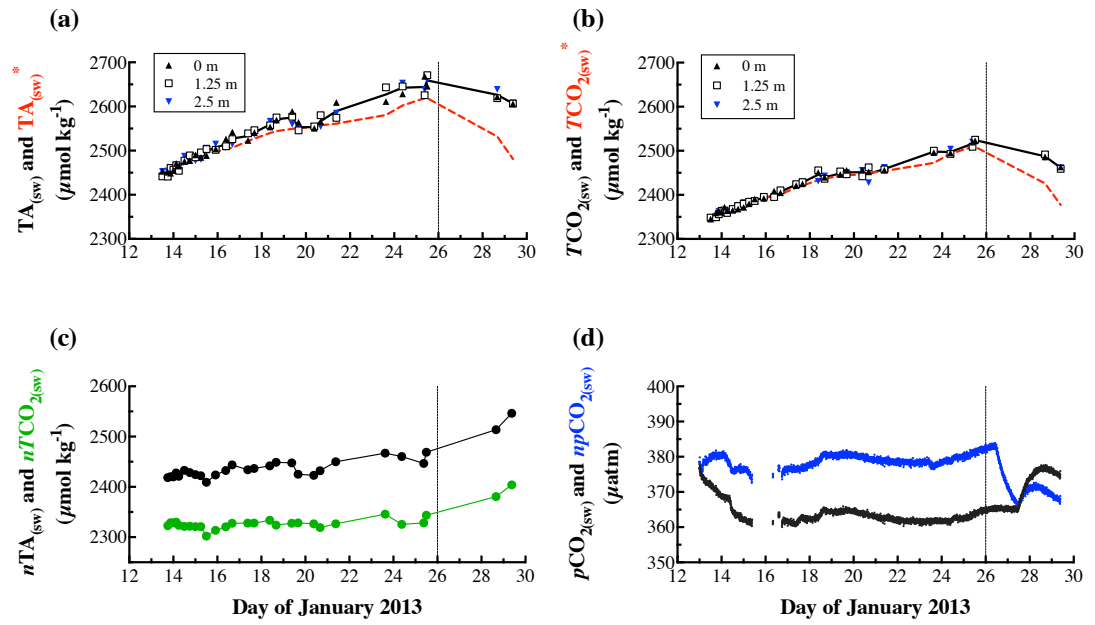 (a)
TA(sw) and TA(sw)*
(µmol kg-1)
2700
2600
2500
2400
2300
0 m
1.25 m
2.5 m
12 14 16 18 20 22 24 26 28 30
(b)
TCO2(sw) and TCO2(sw)*
(µmol kg-1)
2700
2600
2500
2400
2300
0 m
1.25 m
2.5 m
12 14 16 18 20 22 24 26 28 30
(c)
nTA(sw) and nTCO2(sw)
(µmol kg-1)
2600
2500
2400
2300
12 14 16 18 20 22 24 26 28 30
Day of January 2013
(d)
pCO2(sw) and npCO2(sw)
(µatm)
400
390
380
370
360
350
12 14 16 18 20 22 24 26 28 30
Day of January 2013